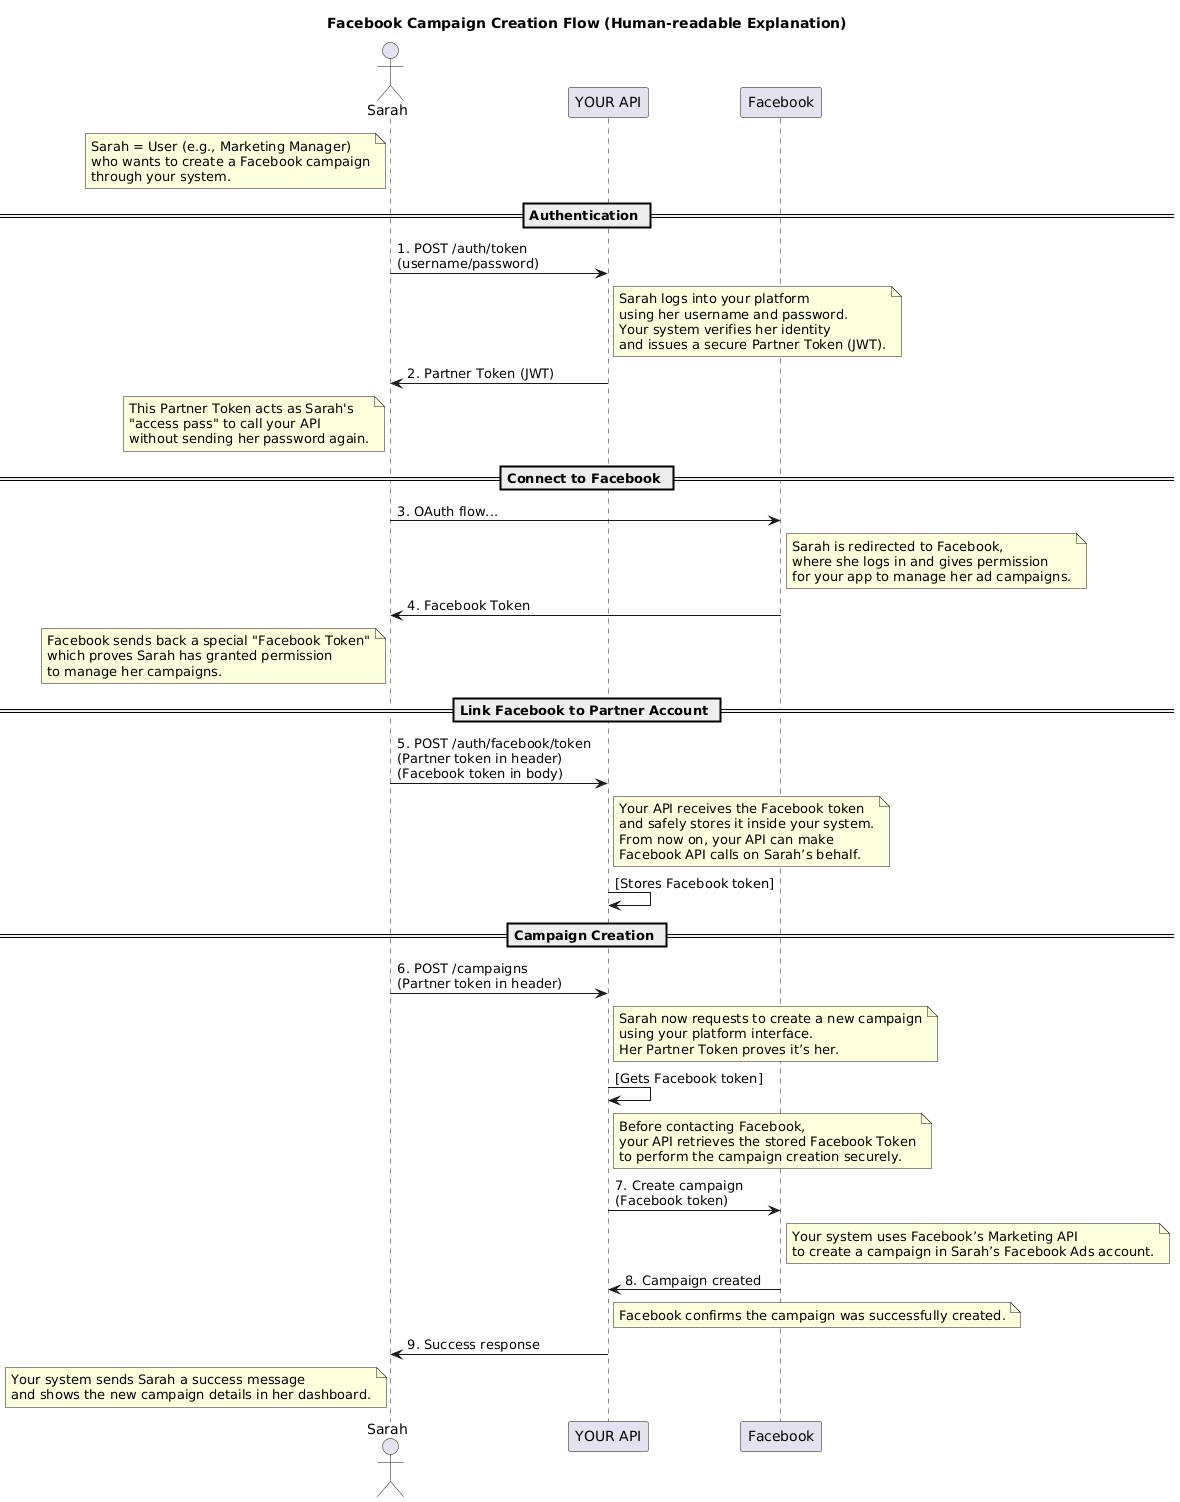 Facebook Campaign Creation Flow (Human-readable Explanation)
Sarah
YOUR API
Facebook
Sarah = User (e.g., Marketing Manager)
who wants to create a Facebook campaign
through your system.
Authentication
1. POST /auth/token
(username/password)
Sarah logs into your platform
using her username and password.
Your system verifies her identity
and issues a secure Partner Token (JWT).
2. Partner Token (JWT)
This Partner Token acts as Sarah's
"access pass" to call your API
without sending her password again.
Connect to Facebook
3. OAuth flow...
Sarah is redirected to Facebook,
where she logs in and gives permission
for your app to manage her ad campaigns.
4. Facebook Token
Facebook sends back a special "Facebook Token"
which proves Sarah has granted permission
to manage her campaigns.
Link Facebook to Partner Account
5. POST /auth/facebook/token
(Partner token in header)
(Facebook token in body)
Your API receives the Facebook token
and safely stores it inside your system.
From now on, your API can make
Facebook API calls on Sarah’s behalf.
[Stores Facebook token]
Campaign Creation
6. POST /campaigns
(Partner token in header)
Sarah now requests to create a new campaign
using your platform interface.
Her Partner Token proves it’s her.
[Gets Facebook token]
Before contacting Facebook,
your API retrieves the stored Facebook Token
to perform the campaign creation securely.
7. Create campaign
(Facebook token)
Your system uses Facebook’s Marketing API
to create a campaign in Sarah’s Facebook Ads account.
8. Campaign created
Facebook confirms the campaign was successfully created.
9. Success response
Your system sends Sarah a success message
and shows the new campaign details in her dashboard.
Sarah
YOUR API
Facebook